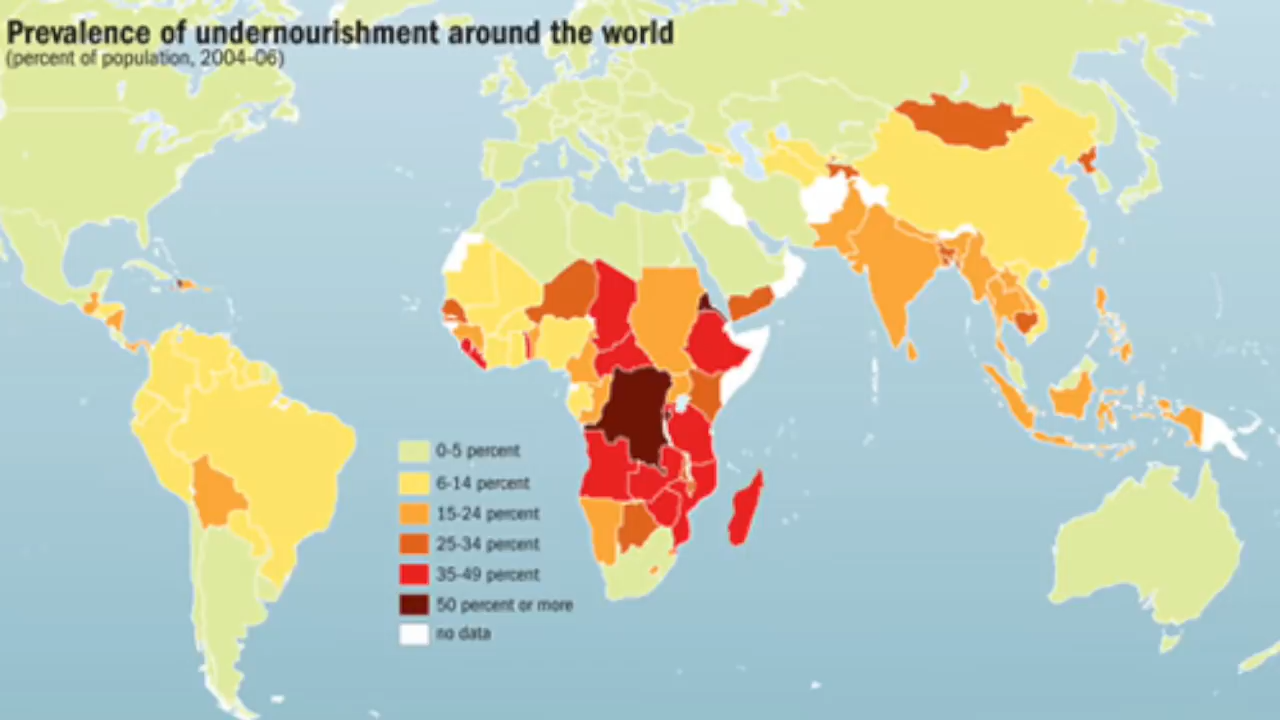 Prevalence of undernourishment around the world
(percent of population, 2004-06)
0-5 percent
6-14 percent
15-24 percent
25-34 percent
35-49 percent
50 percent or more
no data